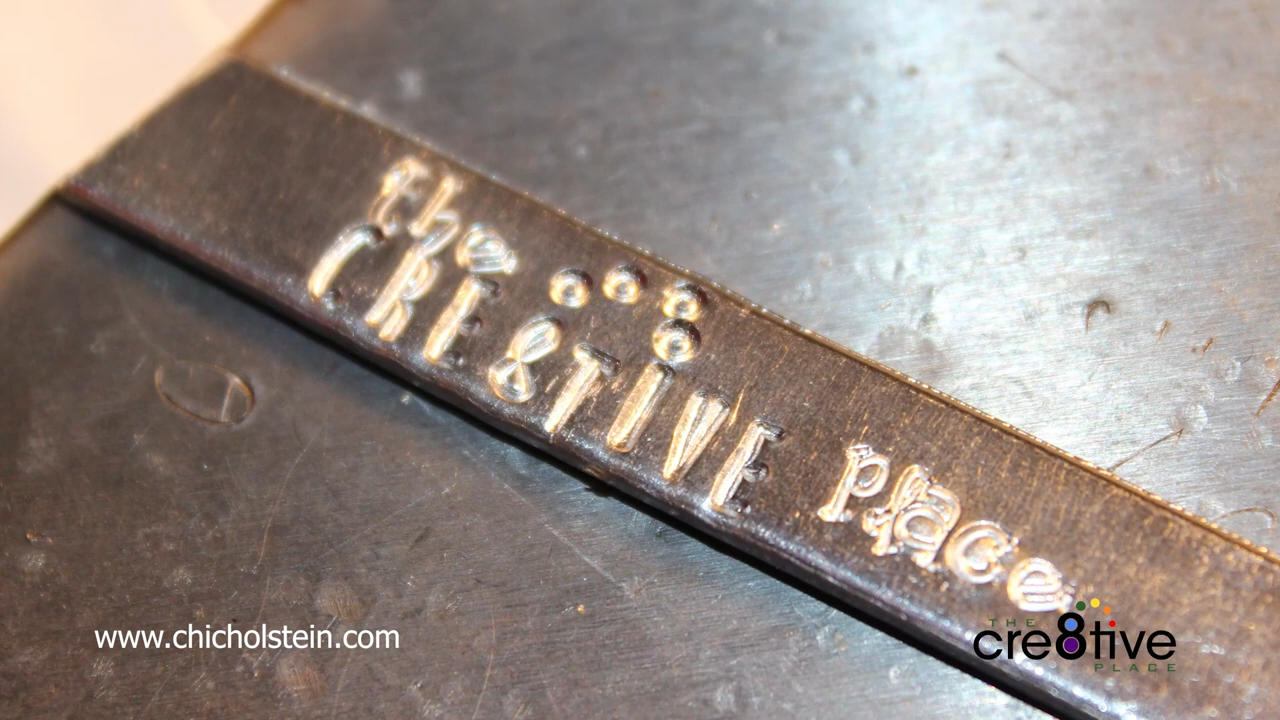 the
CRE8TIVE place
www.chicholstein.com
THE
cre8tive
PLACE